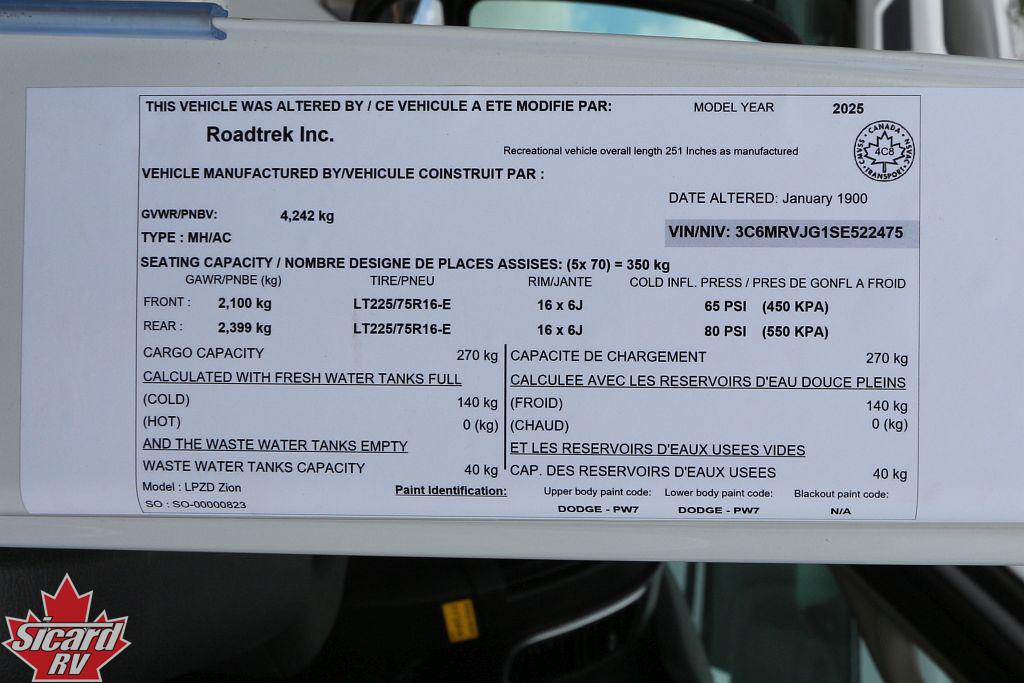 THIS VEHICLE WAS ALTERED BY / CE VEHICULE A ETE MODIFIE PAR: MODEL YEAR 2025
Roadtrek Inc.
Recreational vehicle overall length 251 Inches as manufactured
CANADA
CMVSS 4C8 NSVAC
TRANSPORT
VEHICLE MANUFACTURED BY/VEHICULE COINSTRUIT PAR :
DATE ALTERED: January 1900
GVWR/PNBV: 4,242 kg
TYPE : MH/AC VIN/NIV: 3C6MRVJG1SE522475
SEATING CAPACITY / NOMBRE DESIGNE DE PLACES ASSISES: (5x 70) = 350 kg
GAWR/PNBE (kg) TIRE/PNEU RIM/JANTE COLD INFL. PRESS / PRES DE GONFL A FROID
FRONT : 2,100 kg LT225/75R16-E 16 x 6J 65 PSI (450 KPA)
REAR : 2,399 kg LT225/75R16-E 16 x 6J 80 PSI (550 KPA)
CARGO CAPACITY 270 kg CAPACITE DE CHARGEMENT 270 kg
CALCULATED WITH FRESH WATER TANKS FULL CALCULEE AVEC LES RESERVOIRS D'EAU DOUCE PLEINS
(COLD) 140 kg (FROID) 140 kg
(HOT) 0 (kg) (CHAUD) 0 (kg)
AND THE WASTE WATER TANKS EMPTY ET LES RESERVOIRS D'EAUX USEES VIDES
WASTE WATER TANKS CAPACITY 40 kg CAP. DES RESERVOIRS D'EAUX USEES 40 kg
Model : LPZD Zion Paint Identification: Upper body paint code: Lower body paint code: Blackout paint code:
SO : SO-00000823 DODGE - PW7 DODGE - PW7 N/A
Sicard
RV